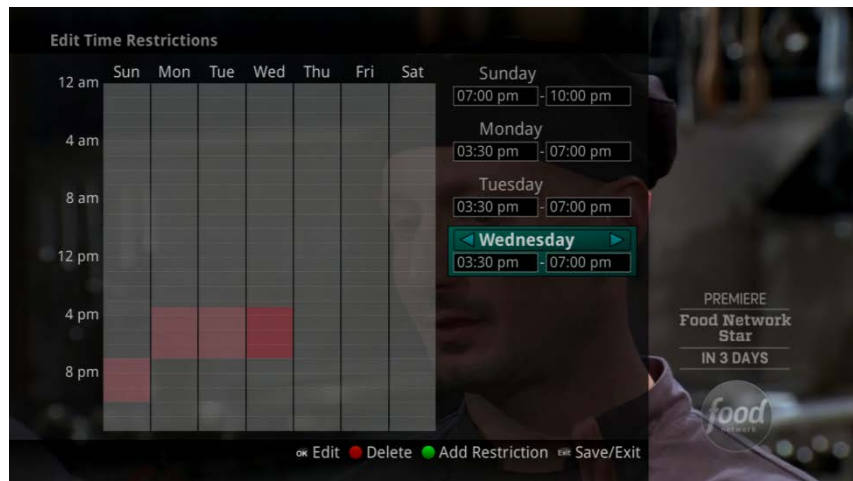 Edit Time Restrictions
Sun Mon Tue Wed Thu Fri Sat
12 am
4 am
8 am
12 pm
4 pm
8 pm
Sunday
07:00 pm - 10:00 pm
Monday
03:30 pm - 07:00 pm
Tuesday
03:30 pm - 07:00 pm
Wednesday
03:30 pm - 07:00 pm
PREMIERE
Food Network
Star
IN 3 DAYS
food
network
OK Edit Delete Add Restriction Exit Save/Exit